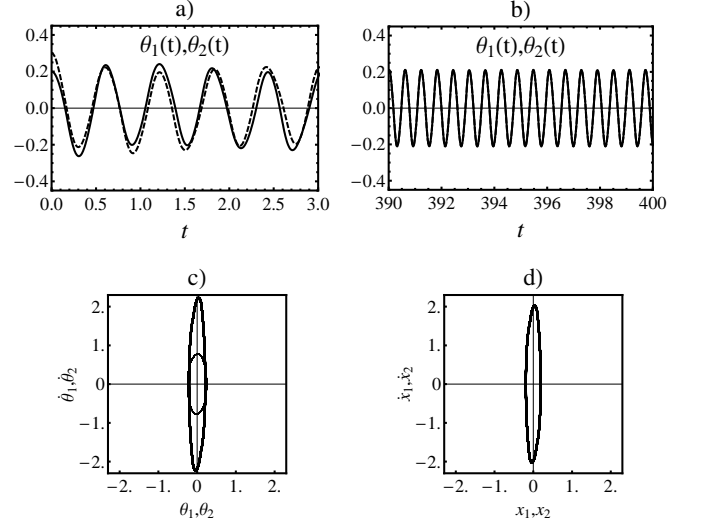 a)
θ₁(t),θ₂(t)
0.4
0.2
0.0
−0.2
−0.4
0.0 0.5 1.0 1.5 2.0 2.5 3.0
t
b)
θ₁(t),θ₂(t)
0.4
0.2
0.0
−0.2
−0.4
390 392 394 396 398 400
t
c)
2.
1.
0
−1.
−2.
θ̇₁,θ̇₂
−2. −1. 0 1. 2.
θ₁,θ₂
d)
2.
1.
0
−1.
−2.
ẋ₁,ẋ₂
−2. −1. 0 1. 2.
x₁,x₂